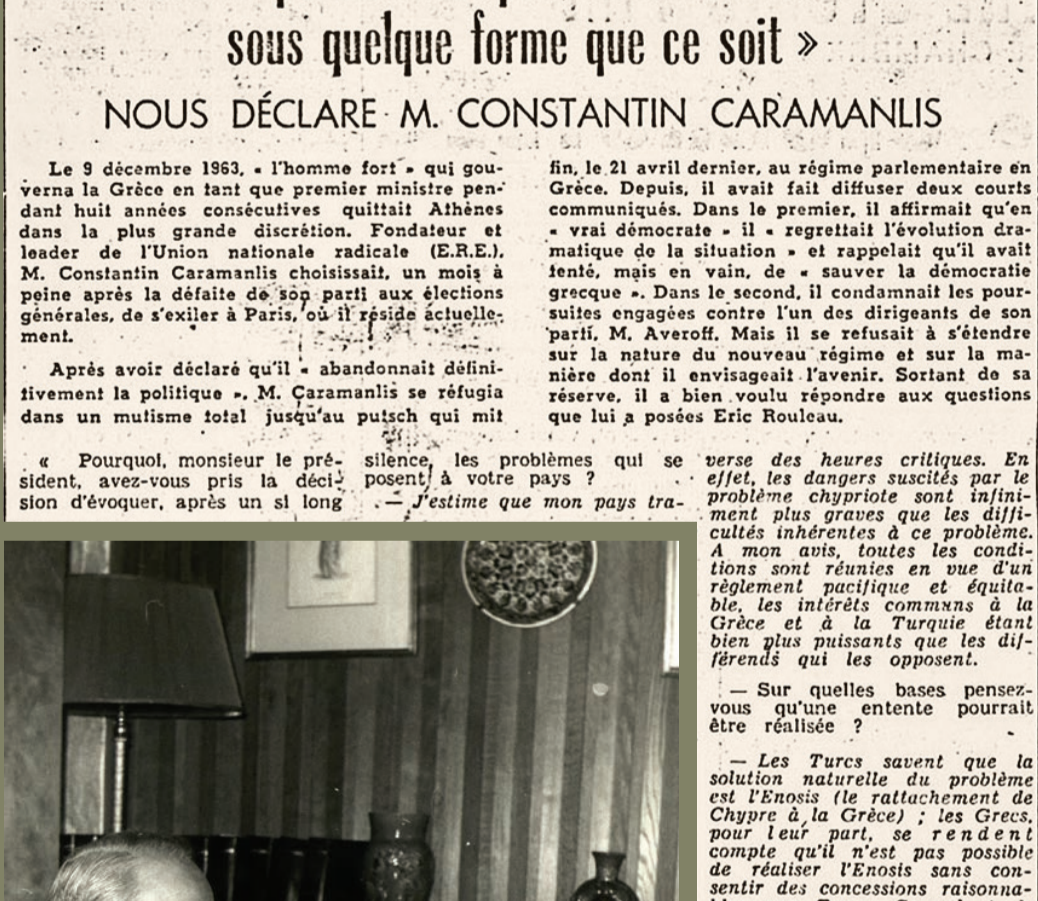 sous quelque forme que ce soit »
NOUS DÉCLARE M. CONSTANTIN CARAMANLIS
Le 9 décembre 1963, « l'homme fort » qui gou-
verna la Grèce en tant que premier ministre pen-
dant huit années consécutives quittait Athènes
dans la plus grande discrétion. Fondateur et
leader de l'Union nationale radicale (E.R.E.),
M. Constantin Caramanlis choisissait, un mois à
peine après la défaite de son parti aux élections
générales, de s'exiler à Paris, où il réside actuelle-
ment.
Après avoir déclaré qu'il « abandonnait défini-
tivement la politique », M. Caramanlis se réfugia
dans un mutisme total jusqu'au putsch qui mit
fin, le 21 avril dernier, au régime parlementaire en
Grèce. Depuis, il avait fait diffuser deux courts
communiqués. Dans le premier, il affirmait qu'en
« vrai démocrate » il « regrettait l'évolution dra-
matique de la situation » et rappelait qu'il avait
tenté, mais en vain, de « sauver la démocratie
grecque ». Dans le second, il condamnait les pour-
suites engagées contre l'un des dirigeants de son
parti, M. Averoff. Mais il se refusait à s'étendre
sur la nature du nouveau régime et sur la ma-
nière dont il envisageait l'avenir. Sortant de sa
réserve, il a bien voulu répondre aux questions
que lui a posées Eric Rouleau.
« Pourquoi, monsieur le pré-
sident, avez-vous pris la déci-
sion d'évoquer, après un si long
silence, les problèmes qui se
posent à votre pays ?
— J'estime que mon pays tra-
verse des heures critiques. En
effet, les dangers suscités par le
problème chypriote sont infini-
ment plus graves que les diffi-
cultés inhérentes à ce problème.
A mon avis, toutes les condi-
tions sont réunies en vue d'un
règlement pacifique et équita-
ble, les intérêts communs à la
Grèce et à la Turquie étant
bien plus puissants que les dif-
férends qui les opposent.
— Sur quelles bases pensez-
vous qu'une entente pourrait
être réalisée ?
— Les Turcs savent que la
solution naturelle du problème
est l'Enosis (le rattachement de
Chypre à la Grèce) ; les Grecs,
pour leur part, se rendent
compte qu'il n'est pas possible
de réaliser l'Enosis sans con-
sentir des concessions raisonna-